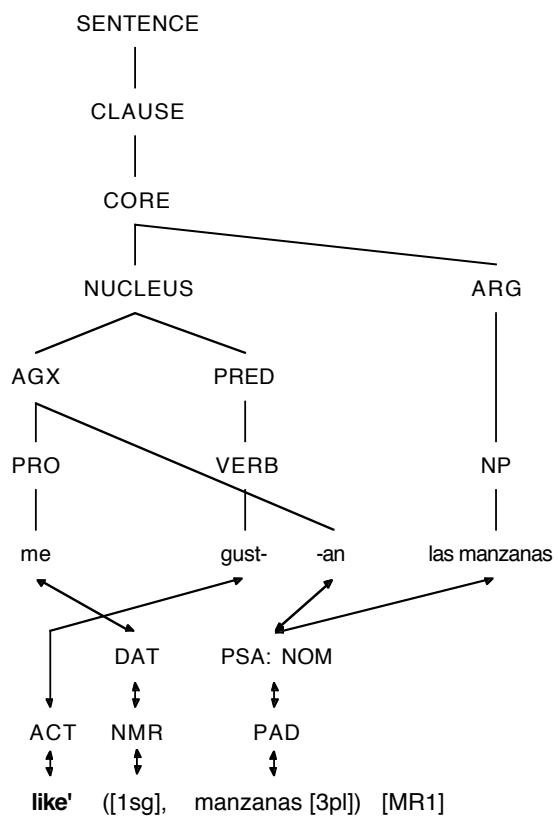 SENTENCE
CLAUSE
CORE
NUCLEUS ARG
AGX PRED
PRO VERB NP
me gust- -an las manzanas
DAT PSA: NOM
ACT NMR PAD
like' ([1sg], manzanas [3pl]) [MR1]